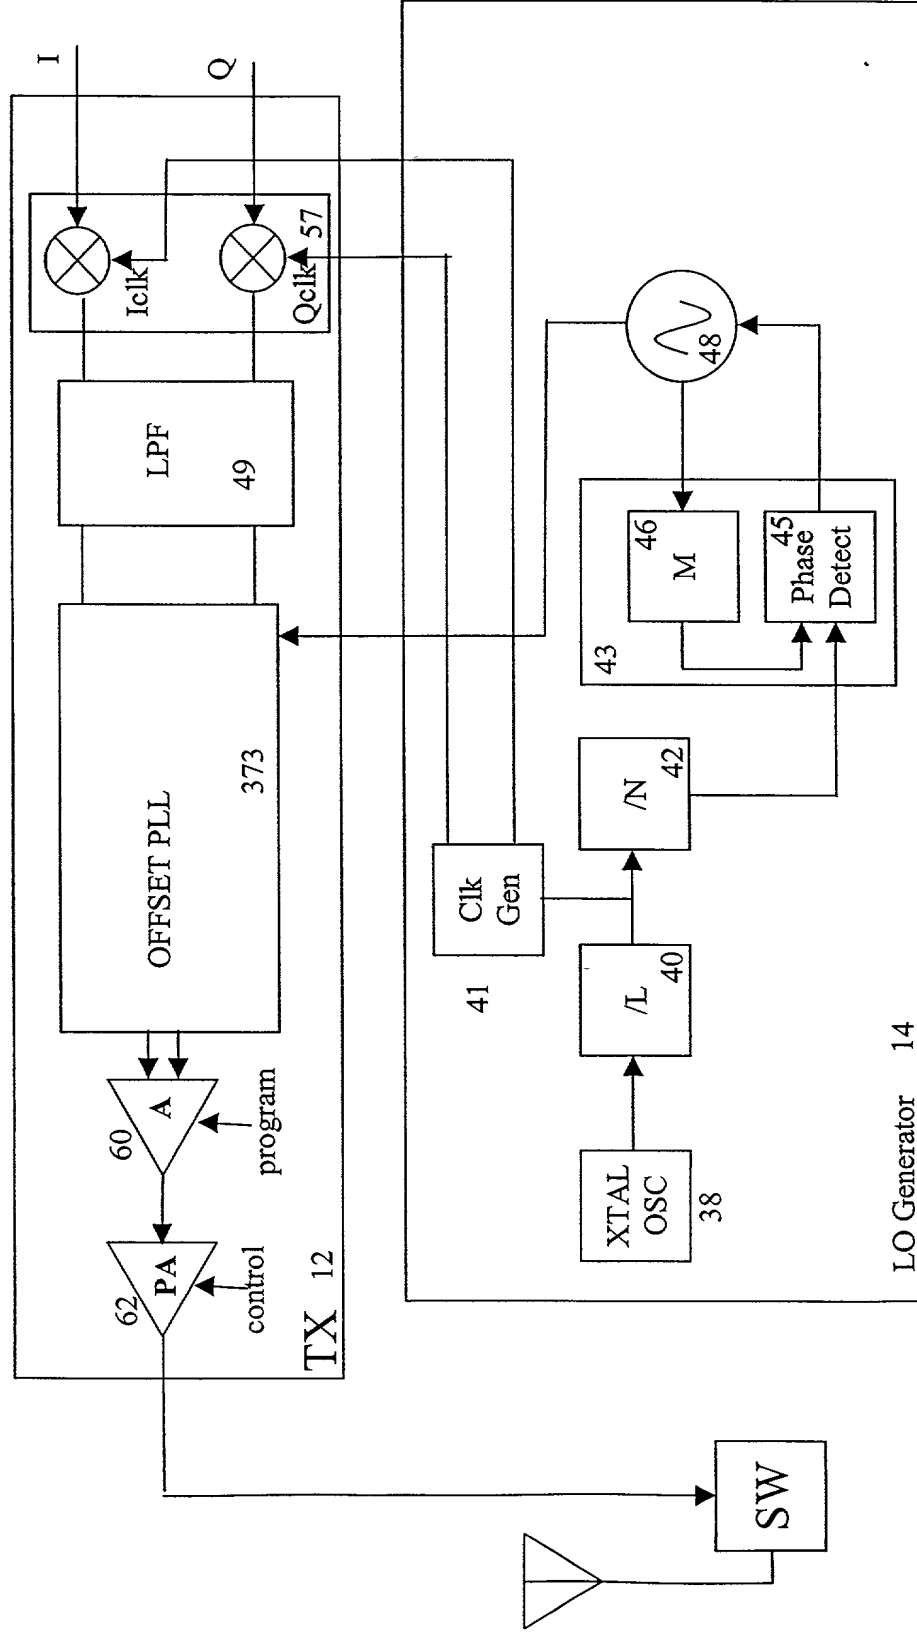 I
Q
Iclk
Qclk
57
LPF
49
OFFSET PLL
373
A
60
program
PA
62
control
TX 12
SW
Clk
Gen
41
XTAL
OSC
38
/L
40
/N
42
43
M
46
45
Phase
Detect
48
LO Generator 14